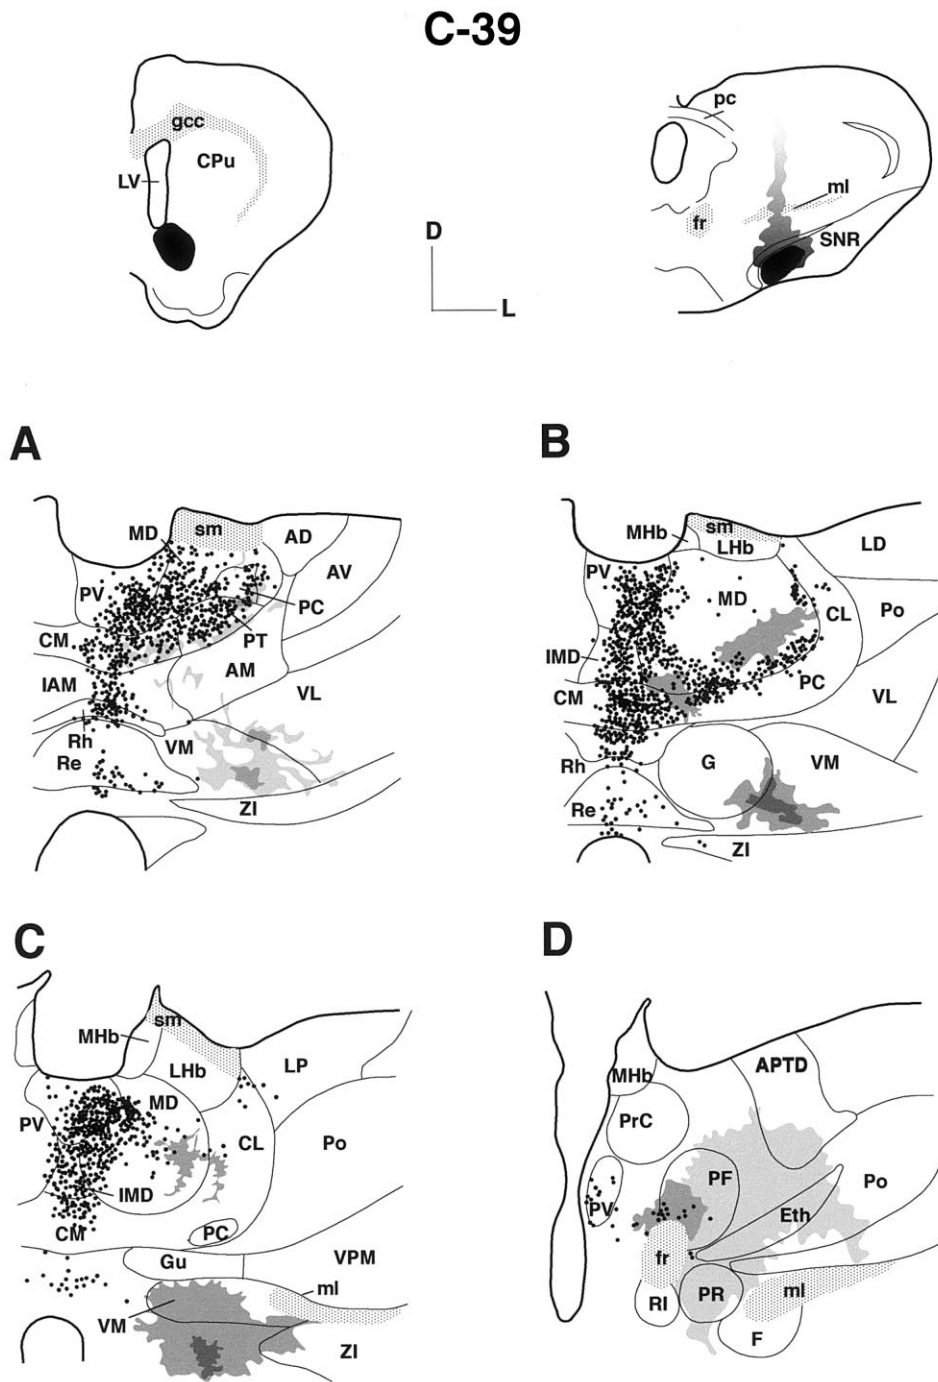 C-39
gcc
CPu
LV
pc
ml
fr
SNR
D
L
A
MD
sm
AD
AV
PV
PC
CM
PT
AM
IAM
VL
Rh
VM
Re
ZI
B
sm
MHb
LHb
LD
PV
MD
CL
Po
IMD
PC
CM
VL
G
VM
Rh
Re
ZI
C
sm
MHb
LHb
LP
MD
PV
CL
Po
IMD
CM
PC
Gu
VPM
ml
VM
ZI
D
APTD
MHb
PrC
PF
Po
PV
Eth
fr
ml
PR
RI
F